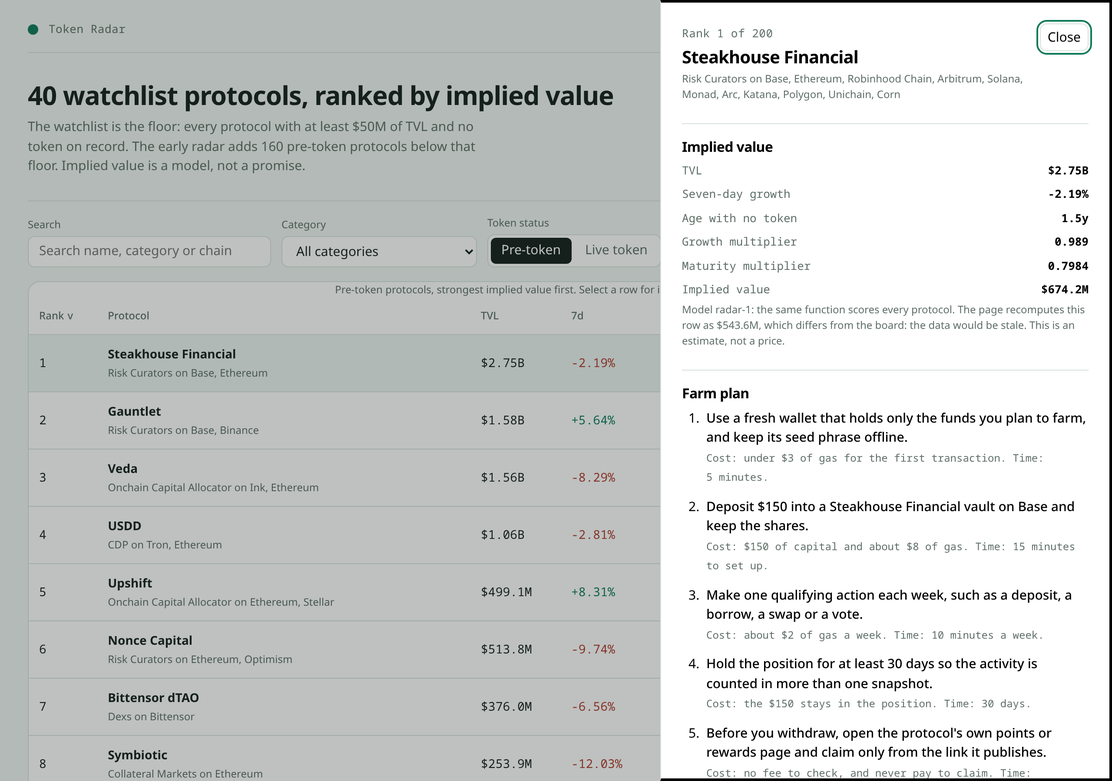 Token Radar
40 watchlist protocols, ranked by implied value
The watchlist is the floor: every protocol with at least $50M of TVL and no
token on record. The early radar adds 160 pre-token protocols below that
floor. Implied value is a model, not a promise.
Search
Category
Token status
Search name, category or chain
All categories
Pre-token
Live token
Pre-token protocols, strongest implied value first. Select a row for i
Rank v
Protocol
TVL
7d
1
Steakhouse Financial
Risk Curators on Base, Ethereum
$2.75B
-2.19%
2
Gauntlet
Risk Curators on Base, Binance
$1.58B
+5.64%
3
Veda
Onchain Capital Allocator on Ink, Ethereum
$1.56B
-8.29%
4
USDD
CDP on Tron, Ethereum
$1.06B
-2.81%
5
Upshift
Onchain Capital Allocator on Ethereum, Stellar
$499.1M
+8.31%
6
Nonce Capital
Risk Curators on Ethereum, Optimism
$513.8M
-9.74%
7
Bittensor dTAO
Dexs on Bittensor
$376.0M
-6.56%
8
Symbiotic
Collateral Markets on Ethereum
$253.9M
-12.03%
Rank 1 of 200
Close
Steakhouse Financial
Risk Curators on Base, Ethereum, Robinhood Chain, Arbitrum, Solana,
Monad, Arc, Katana, Polygon, Unichain, Corn
Implied value
TVL $2.75B
Seven-day growth -2.19%
Age with no token 1.5y
Growth multiplier 0.989
Maturity multiplier 0.7984
Implied value $674.2M
Model radar-1: the same function scores every protocol. The page recomputes this
row as $543.6M, which differs from the board: the data would be stale. This is an
estimate, not a price.
Farm plan
1. Use a fresh wallet that holds only the funds you plan to farm,
and keep its seed phrase offline.
Cost: under $3 of gas for the first transaction. Time:
5 minutes.
2. Deposit $150 into a Steakhouse Financial vault on Base and
keep the shares.
Cost: $150 of capital and about $8 of gas. Time: 15 minutes
to set up.
3. Make one qualifying action each week, such as a deposit, a
borrow, a swap or a vote.
Cost: about $2 of gas a week. Time: 10 minutes a week.
4. Hold the position for at least 30 days so the activity is
counted in more than one snapshot.
Cost: the $150 stays in the position. Time: 30 days.
5. Before you withdraw, open the protocol's own points or
rewards page and claim only from the link it publishes.
Cost: no fee to check, and never pay to claim. Time: